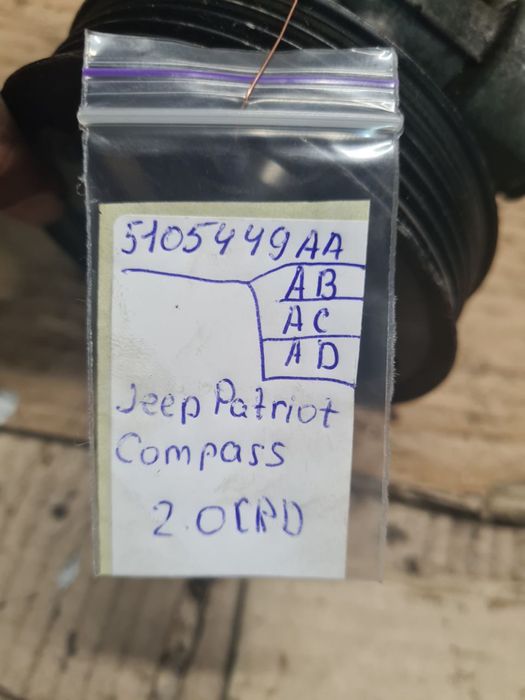 5105449AA
AB
AC
AD
Jeep Patriot
Compass
2.0CRD